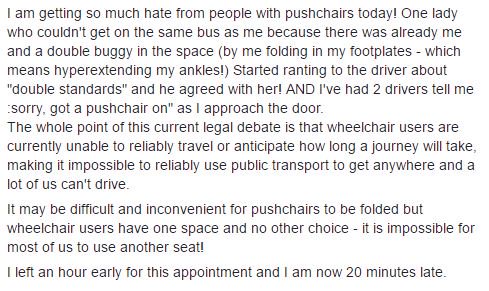 I am getting so much hate from people with pushchairs today! One lady
who couldn't get on the same bus as me because there was already me
and a double buggy in the space (by me folding in my footplates - which
means hyperextending my ankles!) Started ranting to the driver about
"double standards" and he agreed with her! AND I've had 2 drivers tell me
:sorry, got a pushchair on" as I approach the door.
The whole point of this current legal debate is that wheelchair users are
currently unable to reliably travel or anticipate how long a journey will take,
making it impossible to reliably use public transport to get anywhere and a
lot of us can't drive.
It may be difficult and inconvenient for pushchairs to be folded but
wheelchair users have one space and no other choice - it is impossible for
most of us to use another seat!
I left an hour early for this appointment and I am now 20 minutes late.